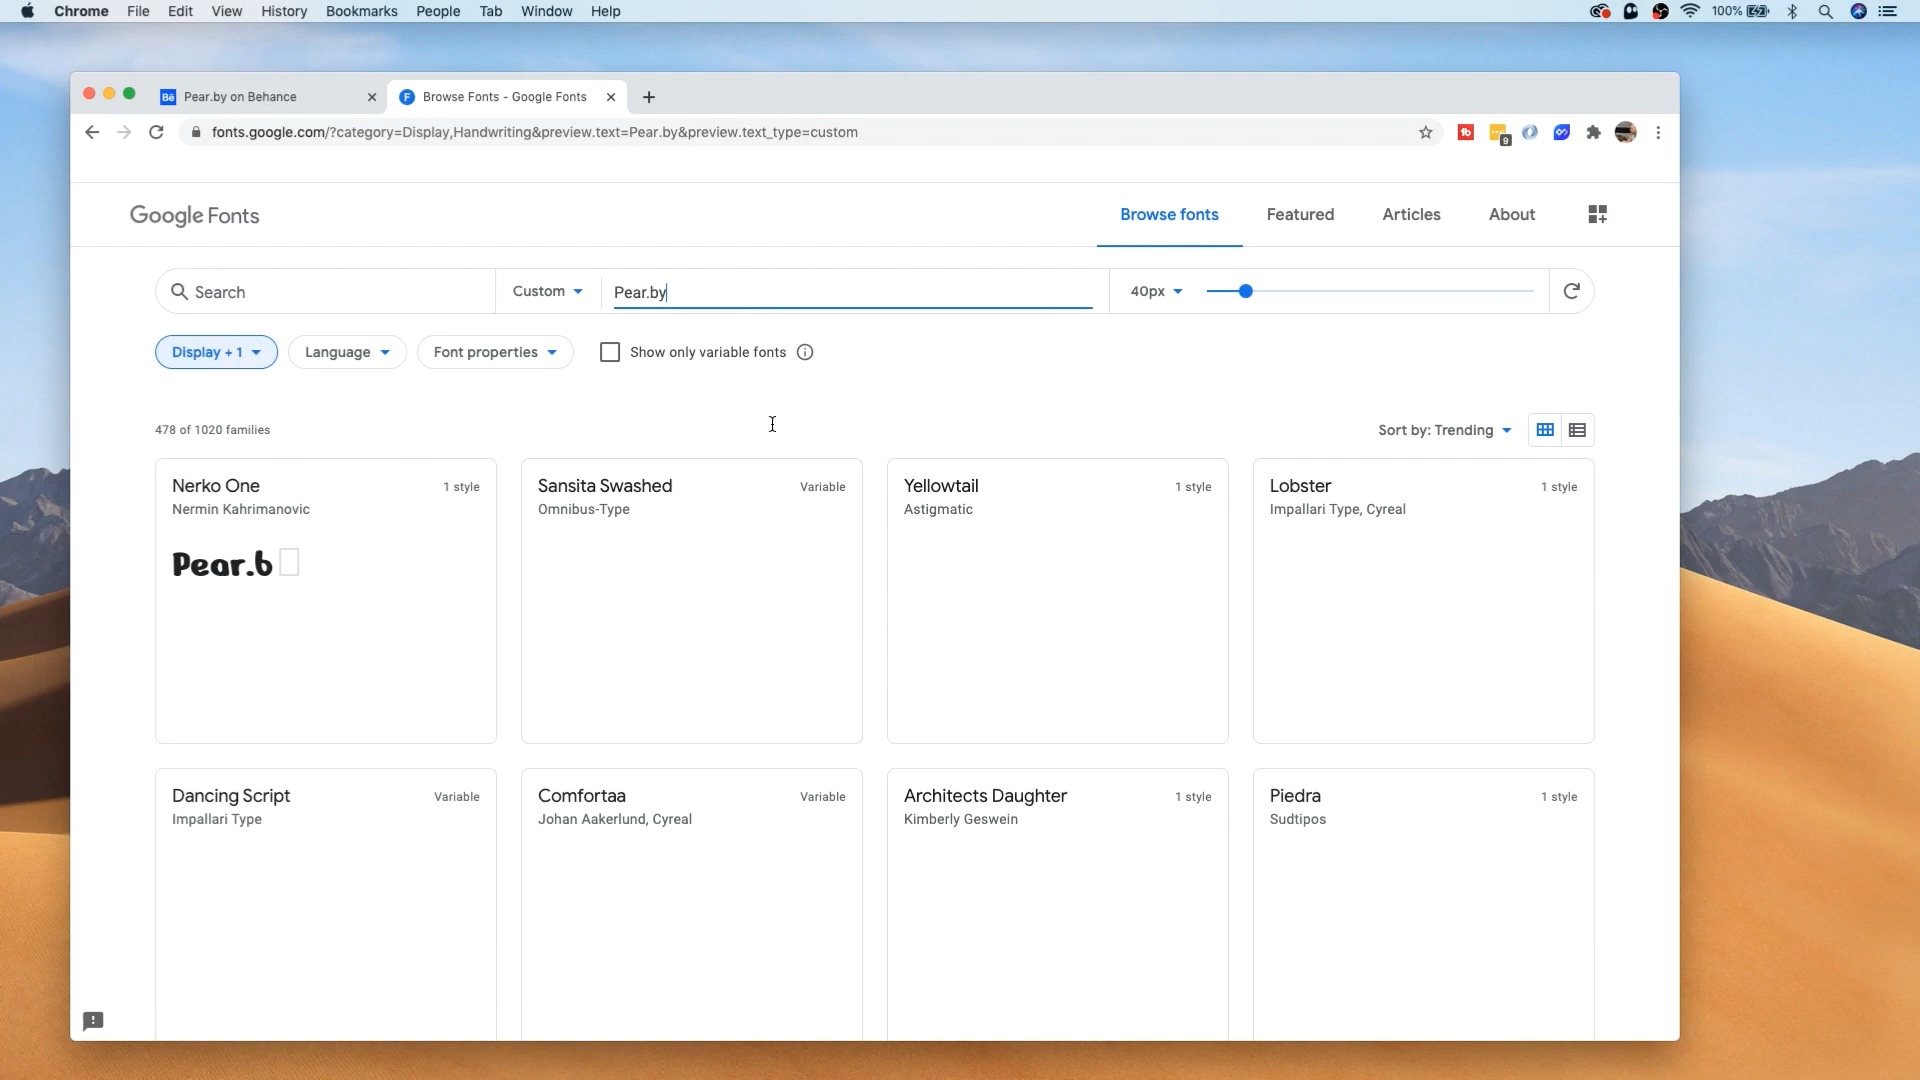 Chrome File Edit View History Bookmarks People Tab Window Help 100%
Pear.by on Behance Browse Fonts - Google Fonts
fonts.google.com/?category=Display,Handwriting&preview.text=Pear.by&preview.text_type=custom 9
Google Fonts Browse fonts Featured Articles About
Search Custom Pear.by 40px
Display + 1 Language Font properties Show only variable fonts
478 of 1020 families Sort by: Trending
Nerko One 1 style Sansita Swashed Variable Yellowtail 1 style Lobster 1 style
Nermin Kahrimanovic Omnibus-Type Astigmatic Impallari Type, Cyreal
Pear.b
Dancing Script Variable Comfortaa Variable Architects Daughter 1 style Piedra 1 style
Impallari Type Johan Aakerlund, Cyreal Kimberly Geswein Sudtipos